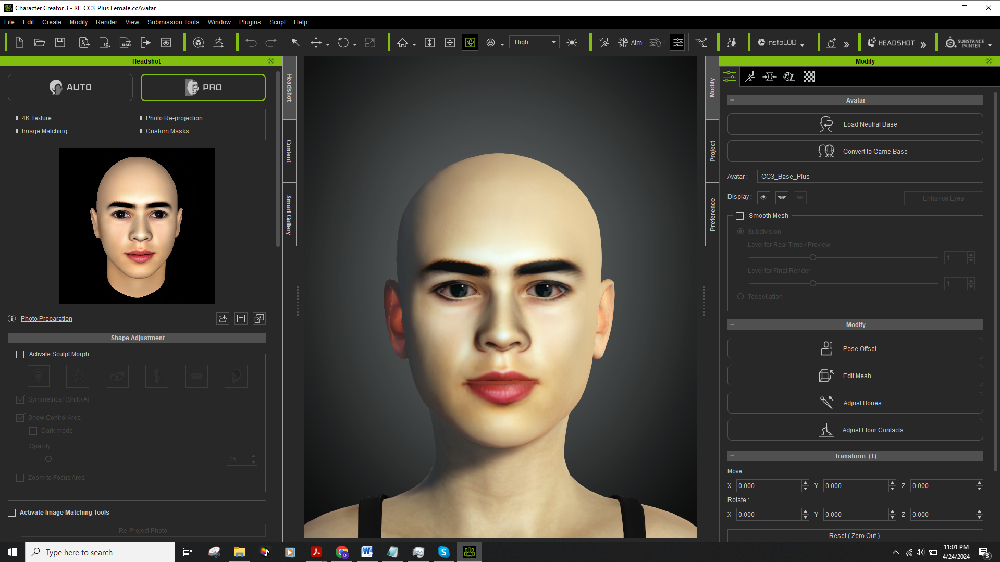 Character Creator 3 - RL_CC3_Plus Female.ccAvatar
File Edit Create Modify Render View Submission Tools Window Plugins Script Help
IC USD High Atm InstaLOD HEADSHOT SUBSTANCE PAINTER
Headshot
AUTO PRO
4K Texture Photo Re-projection
Image Matching Custom Masks
Photo Preparation
Shape Adjustment
Activate Sculpt Morph
Symmetrical (Shift+A)
Show Control Area
Dark mode
Opacity
15
Zoom to Focus Area
Activate Image Matching Tools
Re-Project Photo
Headshot
Content
Smart Gallery
Modify
Project
Preference
Modify
Avatar
Load Neutral Base
Convert to Game Base
Avatar : CC3_Base_Plus
Display : Enhance Eyes
Smooth Mesh
Subdivision
Level for Real Time / Preview
1
Level for Final Render
1
Tessellation
Modify
Pose Offset
Edit Mesh
Adjust Bones
Adjust Floor Contacts
Transform (T)
Move :
X 0.000 Y 0.000 Z 0.000
Rotate :
X 0.000 Y 0.000 Z 0.000
Reset ( Zero Out )
Type here to search
D
W
S
11:01 PM
4/24/2024
3